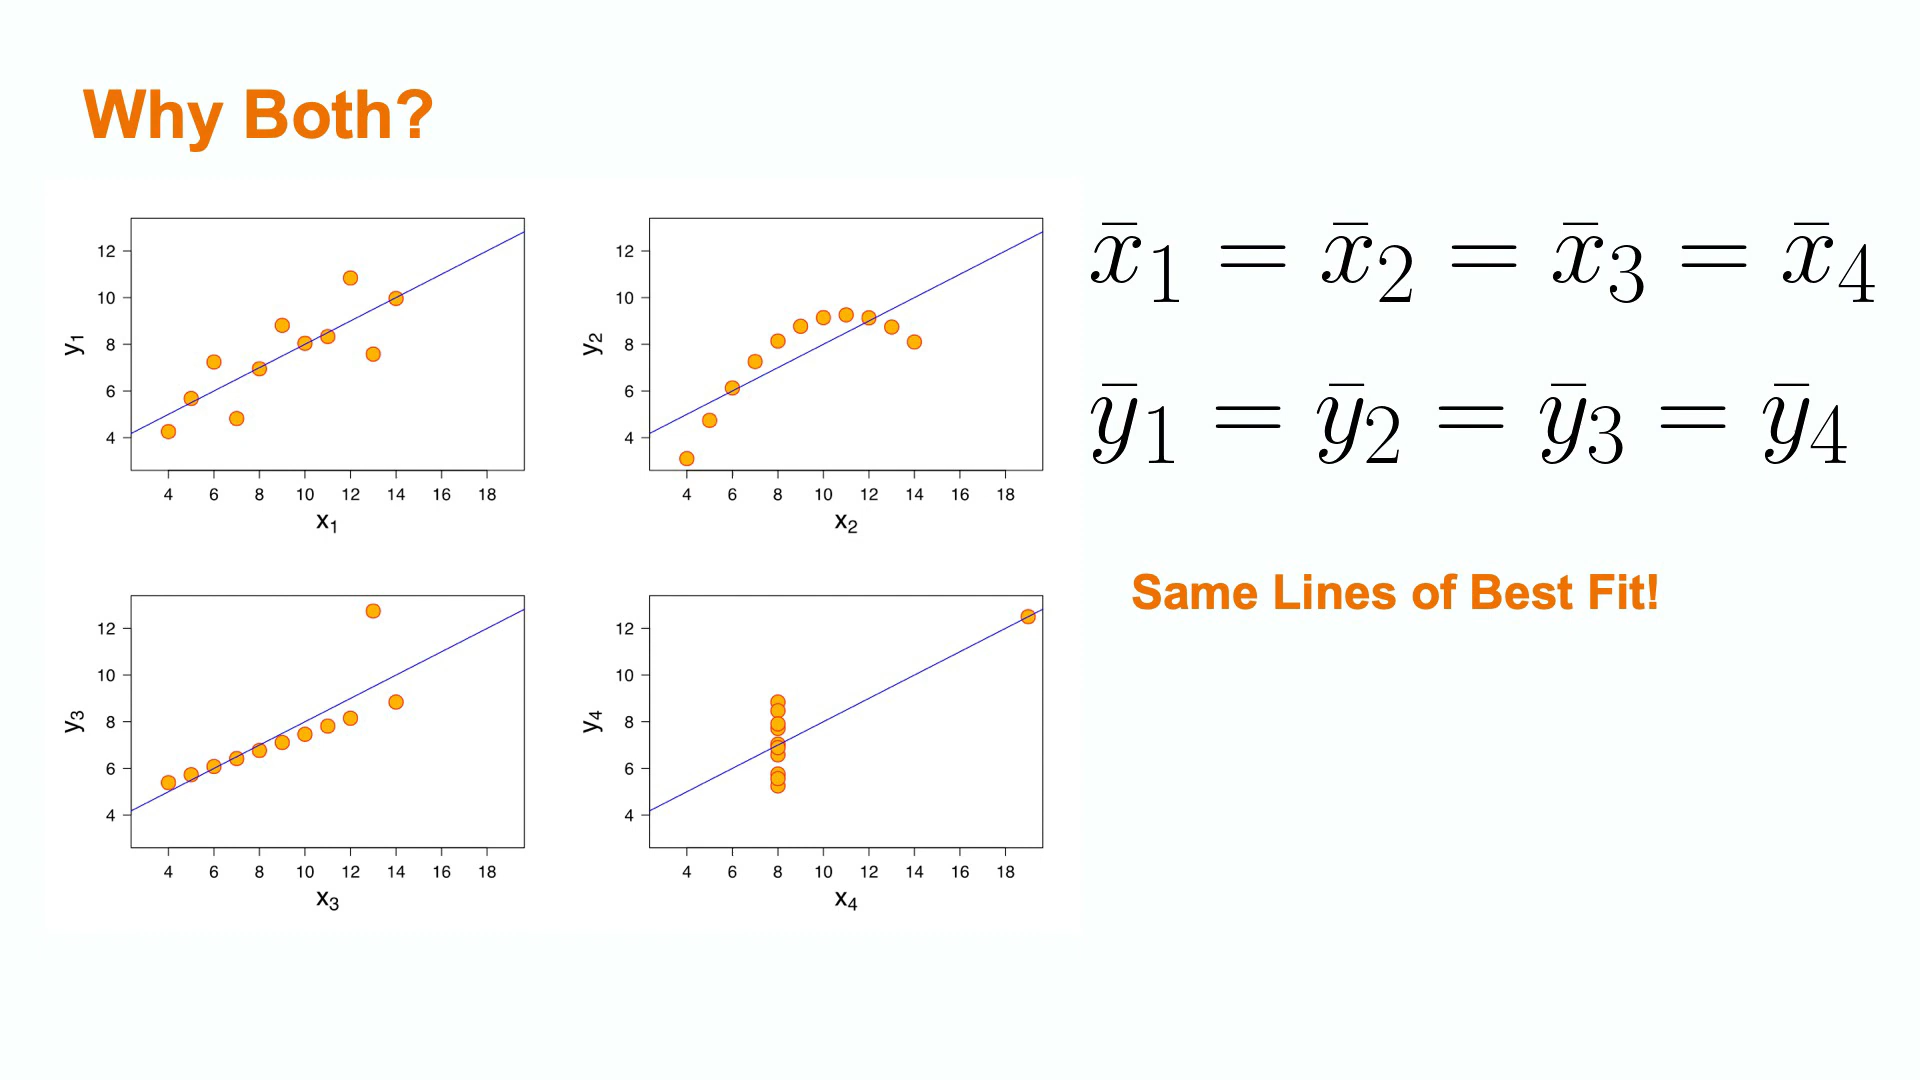 Why Both?
12
10
8
6
4
y₁
4 6 8 10 12 14 16 18
x₁
12
10
8
6
4
y₂
4 6 8 10 12 14 16 18
x₂
x̄₁ = x̄₂ = x̄₃ = x̄₄
ȳ₁ = ȳ₂ = ȳ₃ = ȳ₄
Same Lines of Best Fit!
12
10
8
6
4
y₃
4 6 8 10 12 14 16 18
x₃
12
10
8
6
4
y₄
4 6 8 10 12 14 16 18
x₄